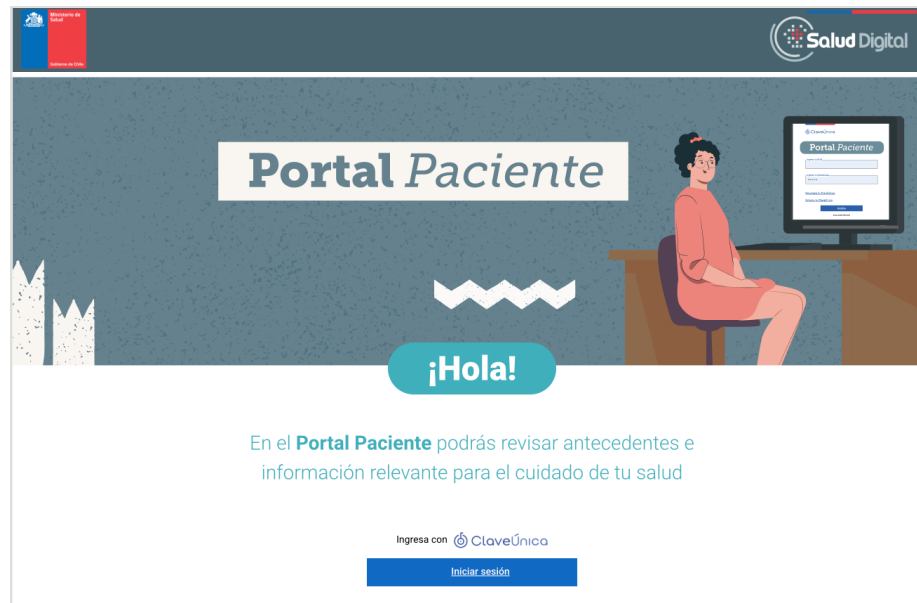 Ministerio de
Salud
Gobierno de Chile
Salud Digital
Portal Paciente
ClaveÚnica
Portal Paciente
¡Hola!
En el Portal Paciente podrás revisar antecedentes e
información relevante para el cuidado de tu salud
Ingresa con ClaveÚnica
Iniciar sesión